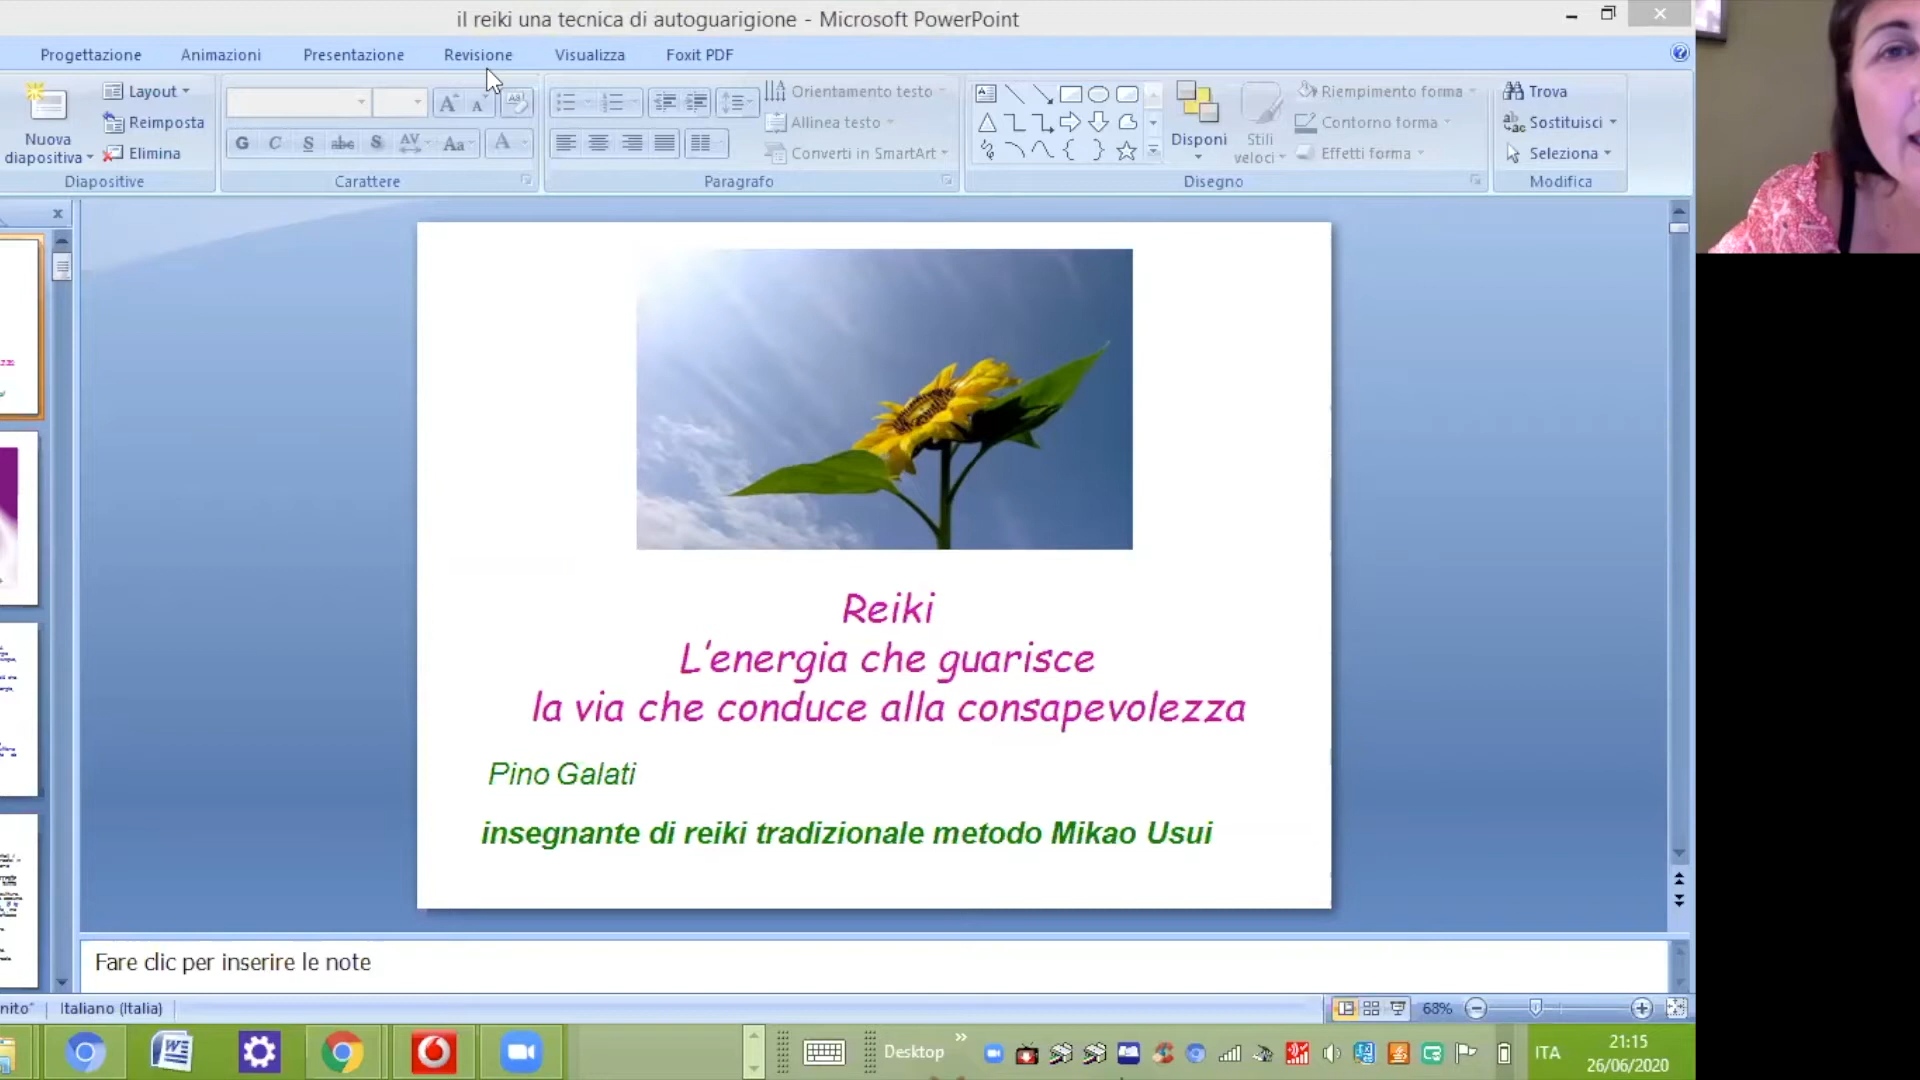 il reiki una tecnica di autoguarigione - Microsoft PowerPoint
Progettazione Animazioni Presentazione Revisione Visualizza Foxit PDF
Nuova diapositiva
Layout
Reimposta
Elimina
Diapositive
G C S abc S AV Aa A
Carattere
Orientamento testo
Allinea testo
Converti in SmartArt
Paragrafo
Disponi
Stili veloci
Riempimento forma
Contorno forma
Effetti forma
Disegno
Trova
Sostituisci
Seleziona
Modifica
Reiki
L'energia che guarisce
la via che conduce alla consapevolezza
Pino Galati
insegnante di reiki tradizionale metodo Mikao Usui
Fare clic per inserire le note
nito" Italiano (Italia) 68%
Desktop ITA 21:15
26/06/2020